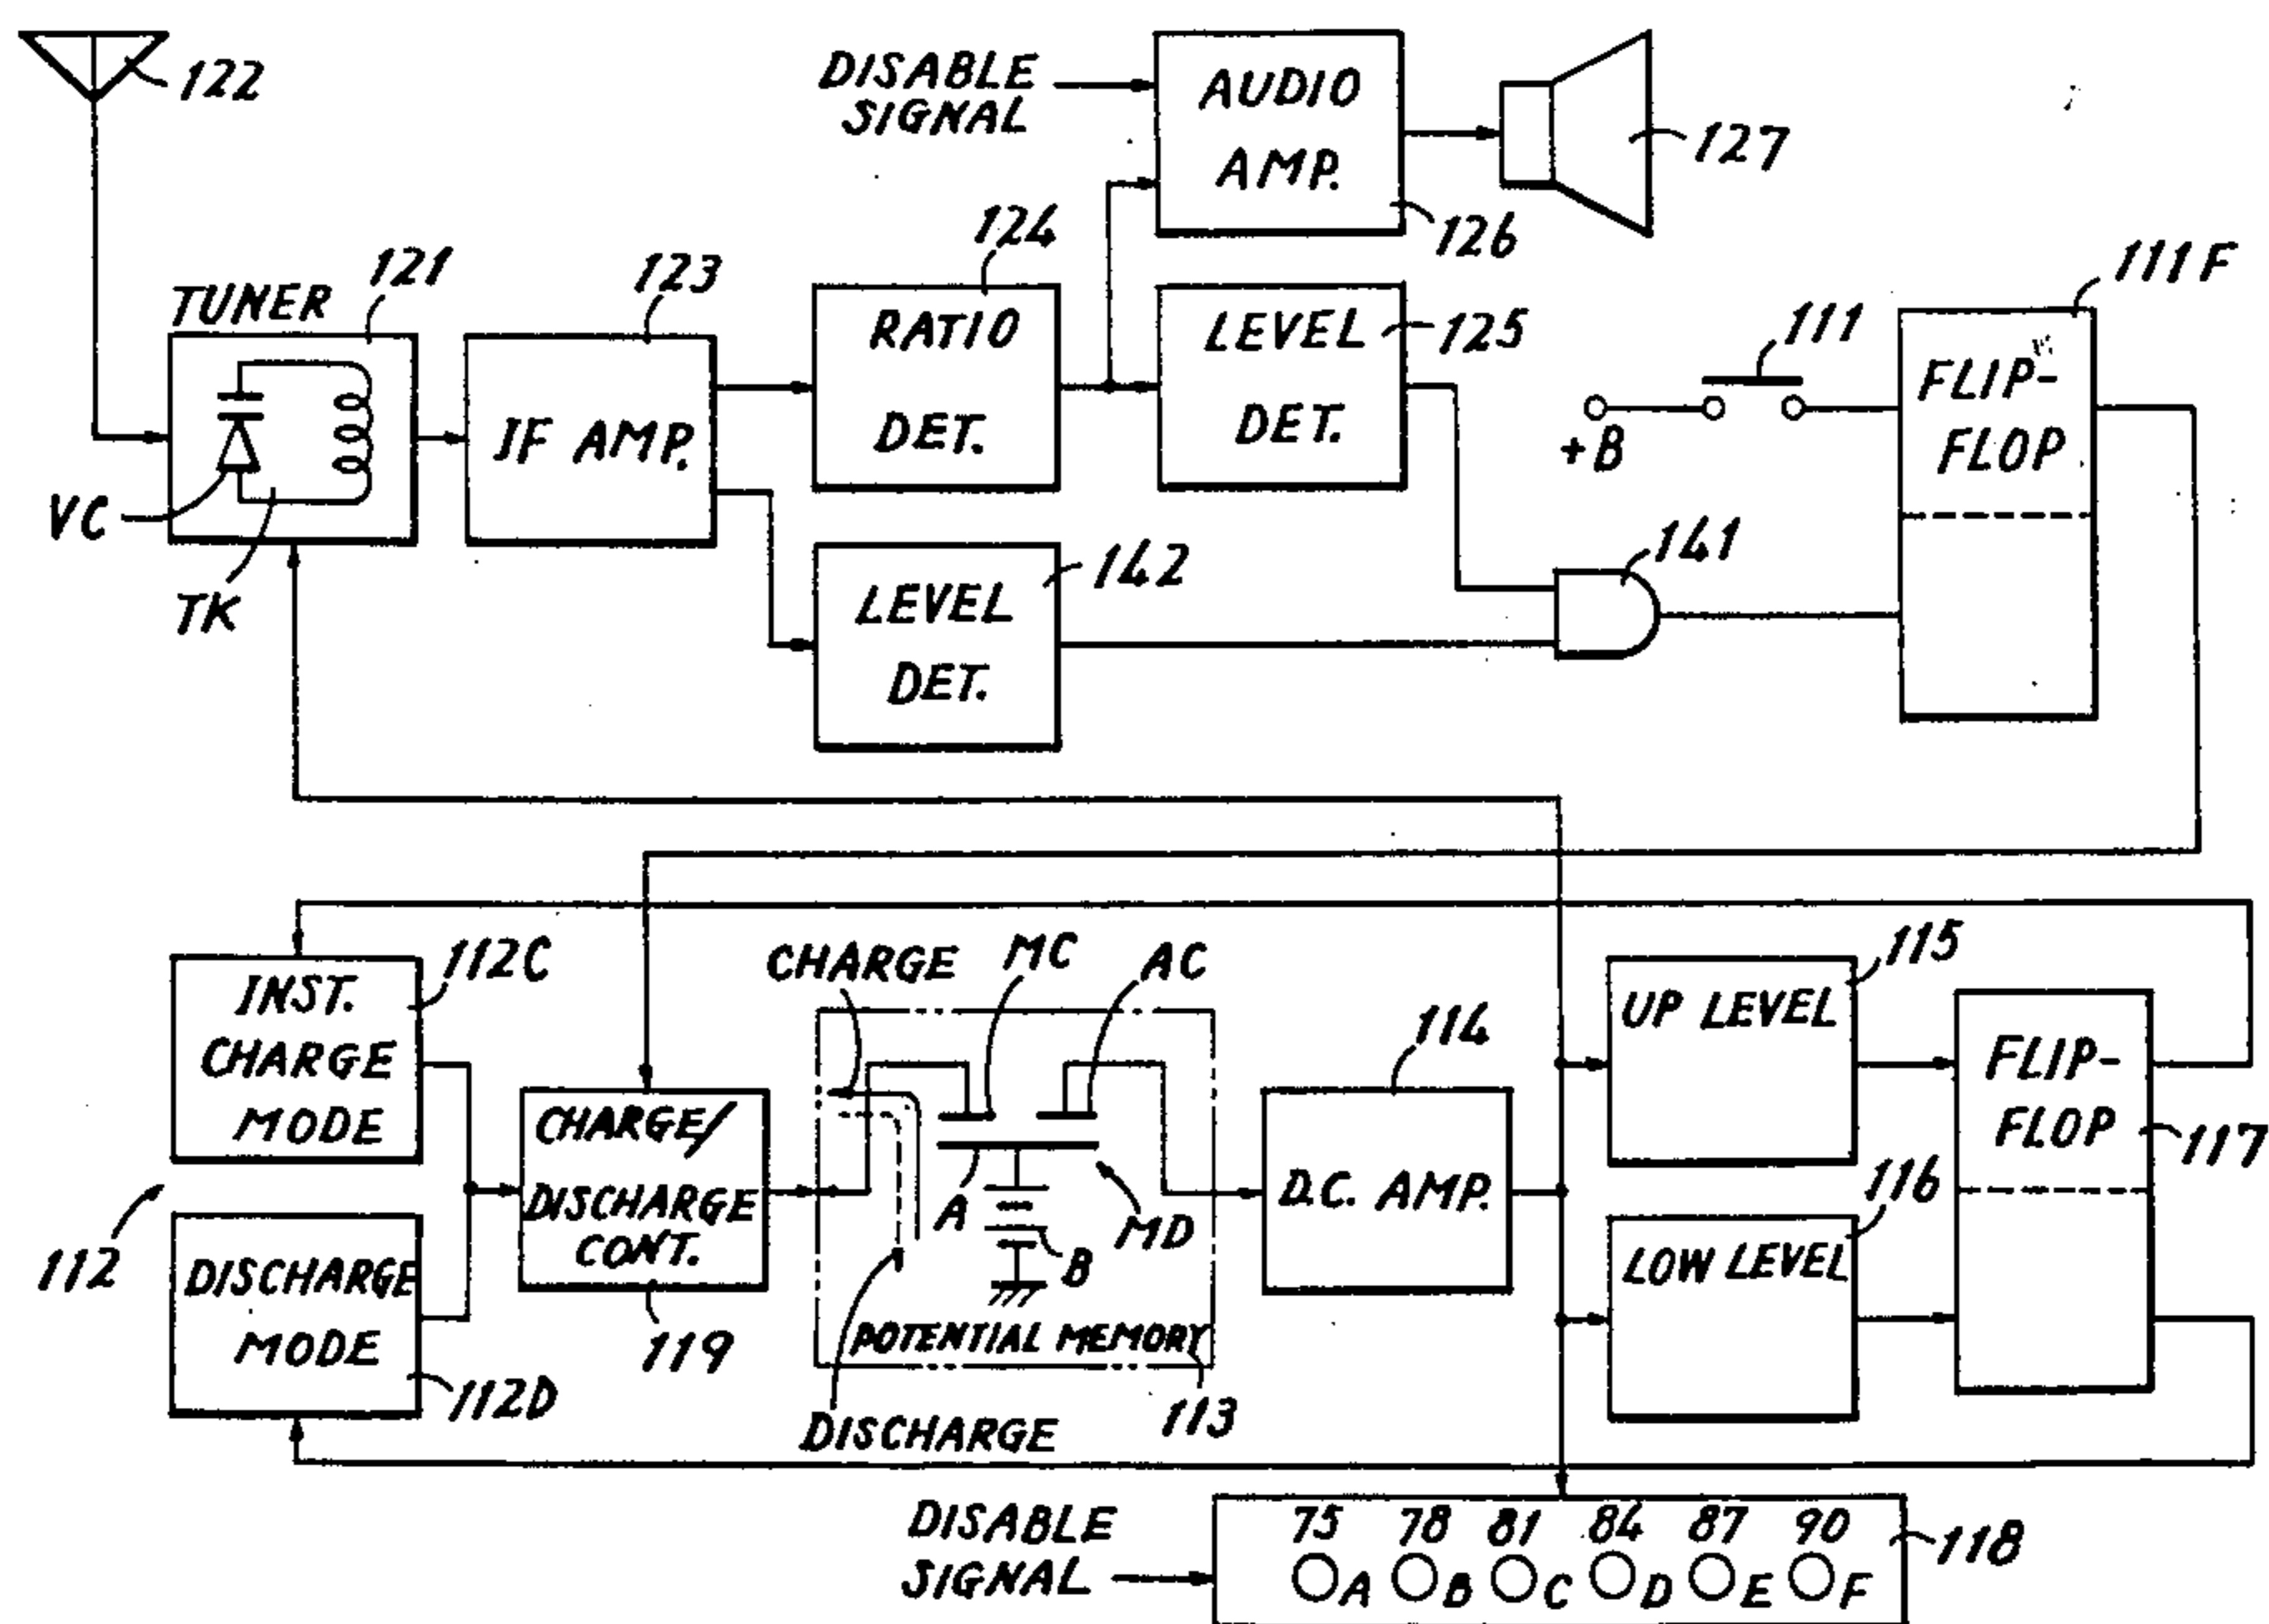 122
DISABLE
SIGNAL
AUDIO
AMP.
127
126
TUNER
121
123
124
RATIO
DET.
LEVEL
DET.
125
111
111F
FLIP-
FLOP
+B
IF AMP.
VC
TK
LEVEL
DET.
142
141
INST.
CHARGE
MODE
112C
CHARGE
MC
AC
114
UP LEVEL
115
FLIP-
FLOP
117
CHARGE/
DISCHARGE
CONT.
119
A
B
MD
POTENTIAL MEMORY
113
D.C. AMP.
LOW LEVEL
116
112
DISCHARGE
MODE
112D
DISCHARGE
DISABLE
SIGNAL
75 78 81 84 87 90
A B C D E F
118